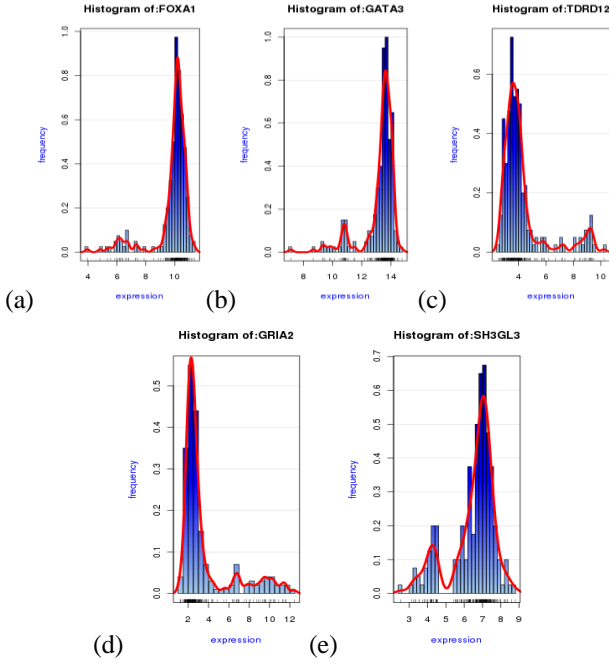 Histogram of:FOXA1
frequency
0.0 0.2 0.4 0.6 0.8 1.0
4 6 8 10
expression
(a)
Histogram of:GATA3
frequency
0.0 0.2 0.4 0.6 0.8 1.0
8 10 12 14
expression
(b)
Histogram of:TDRD12
frequency
0.0 0.2 0.4 0.6
4 6 8 10
expression
(c)
Histogram of:GRIA2
frequency
0.0 0.1 0.2 0.3 0.4 0.5
2 4 6 8 10 12
expression
(d)
Histogram of:SH3GL3
frequency
0.0 0.1 0.2 0.3 0.4 0.5 0.6 0.7
3 4 5 6 7 8 9
expression
(e)